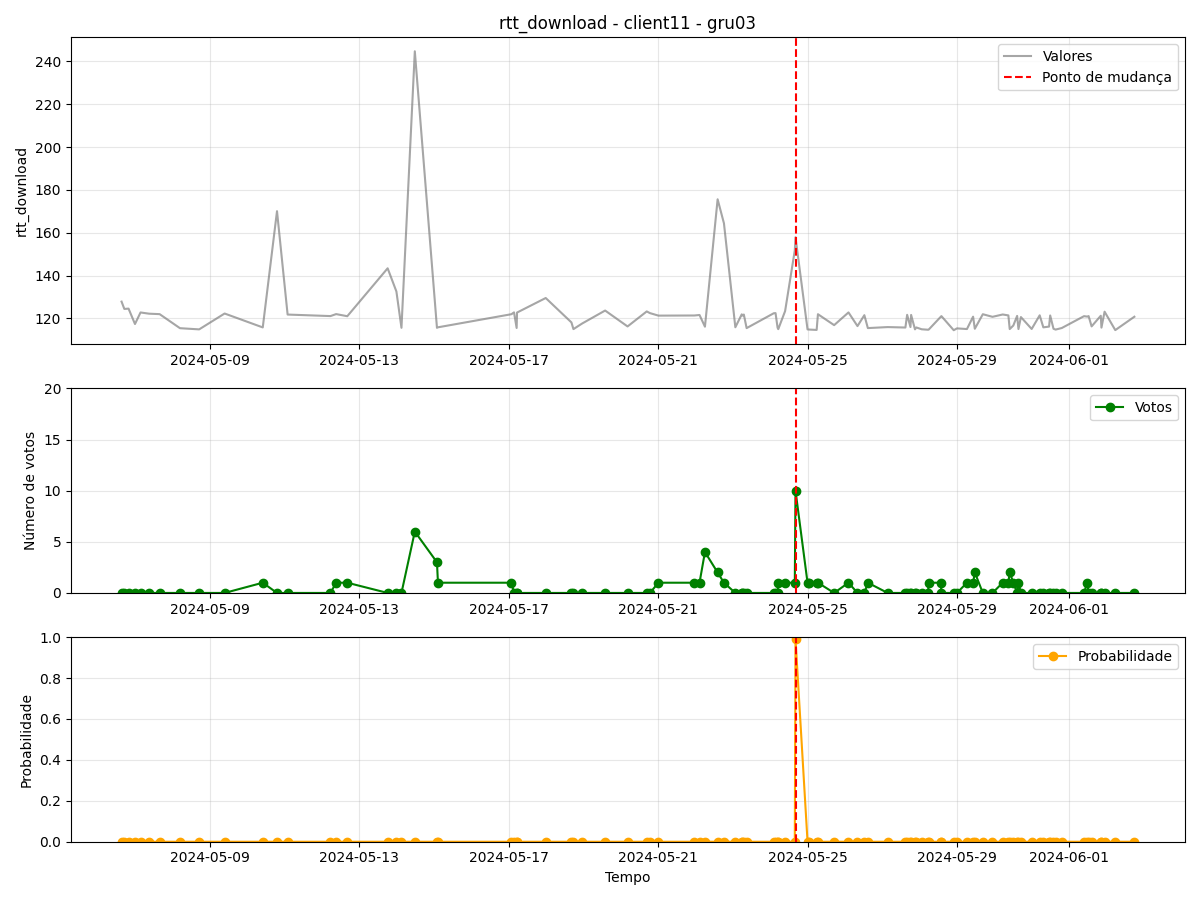 rtt_download - client11 - gru03
rtt_download
240
220
200
180
160
140
120
Valores
Ponto de mudança
2024-05-09 2024-05-13 2024-05-17 2024-05-21 2024-05-25 2024-05-29 2024-06-01
Número de votos
20
15
10
5
0
Votos
2024-05-09 2024-05-13 2024-05-17 2024-05-21 2024-05-25 2024-05-29 2024-06-01
Probabilidade
1.0
0.8
0.6
0.4
0.2
0.0
Probabilidade
2024-05-09 2024-05-13 2024-05-17 2024-05-21 2024-05-25 2024-05-29 2024-06-01
Tempo